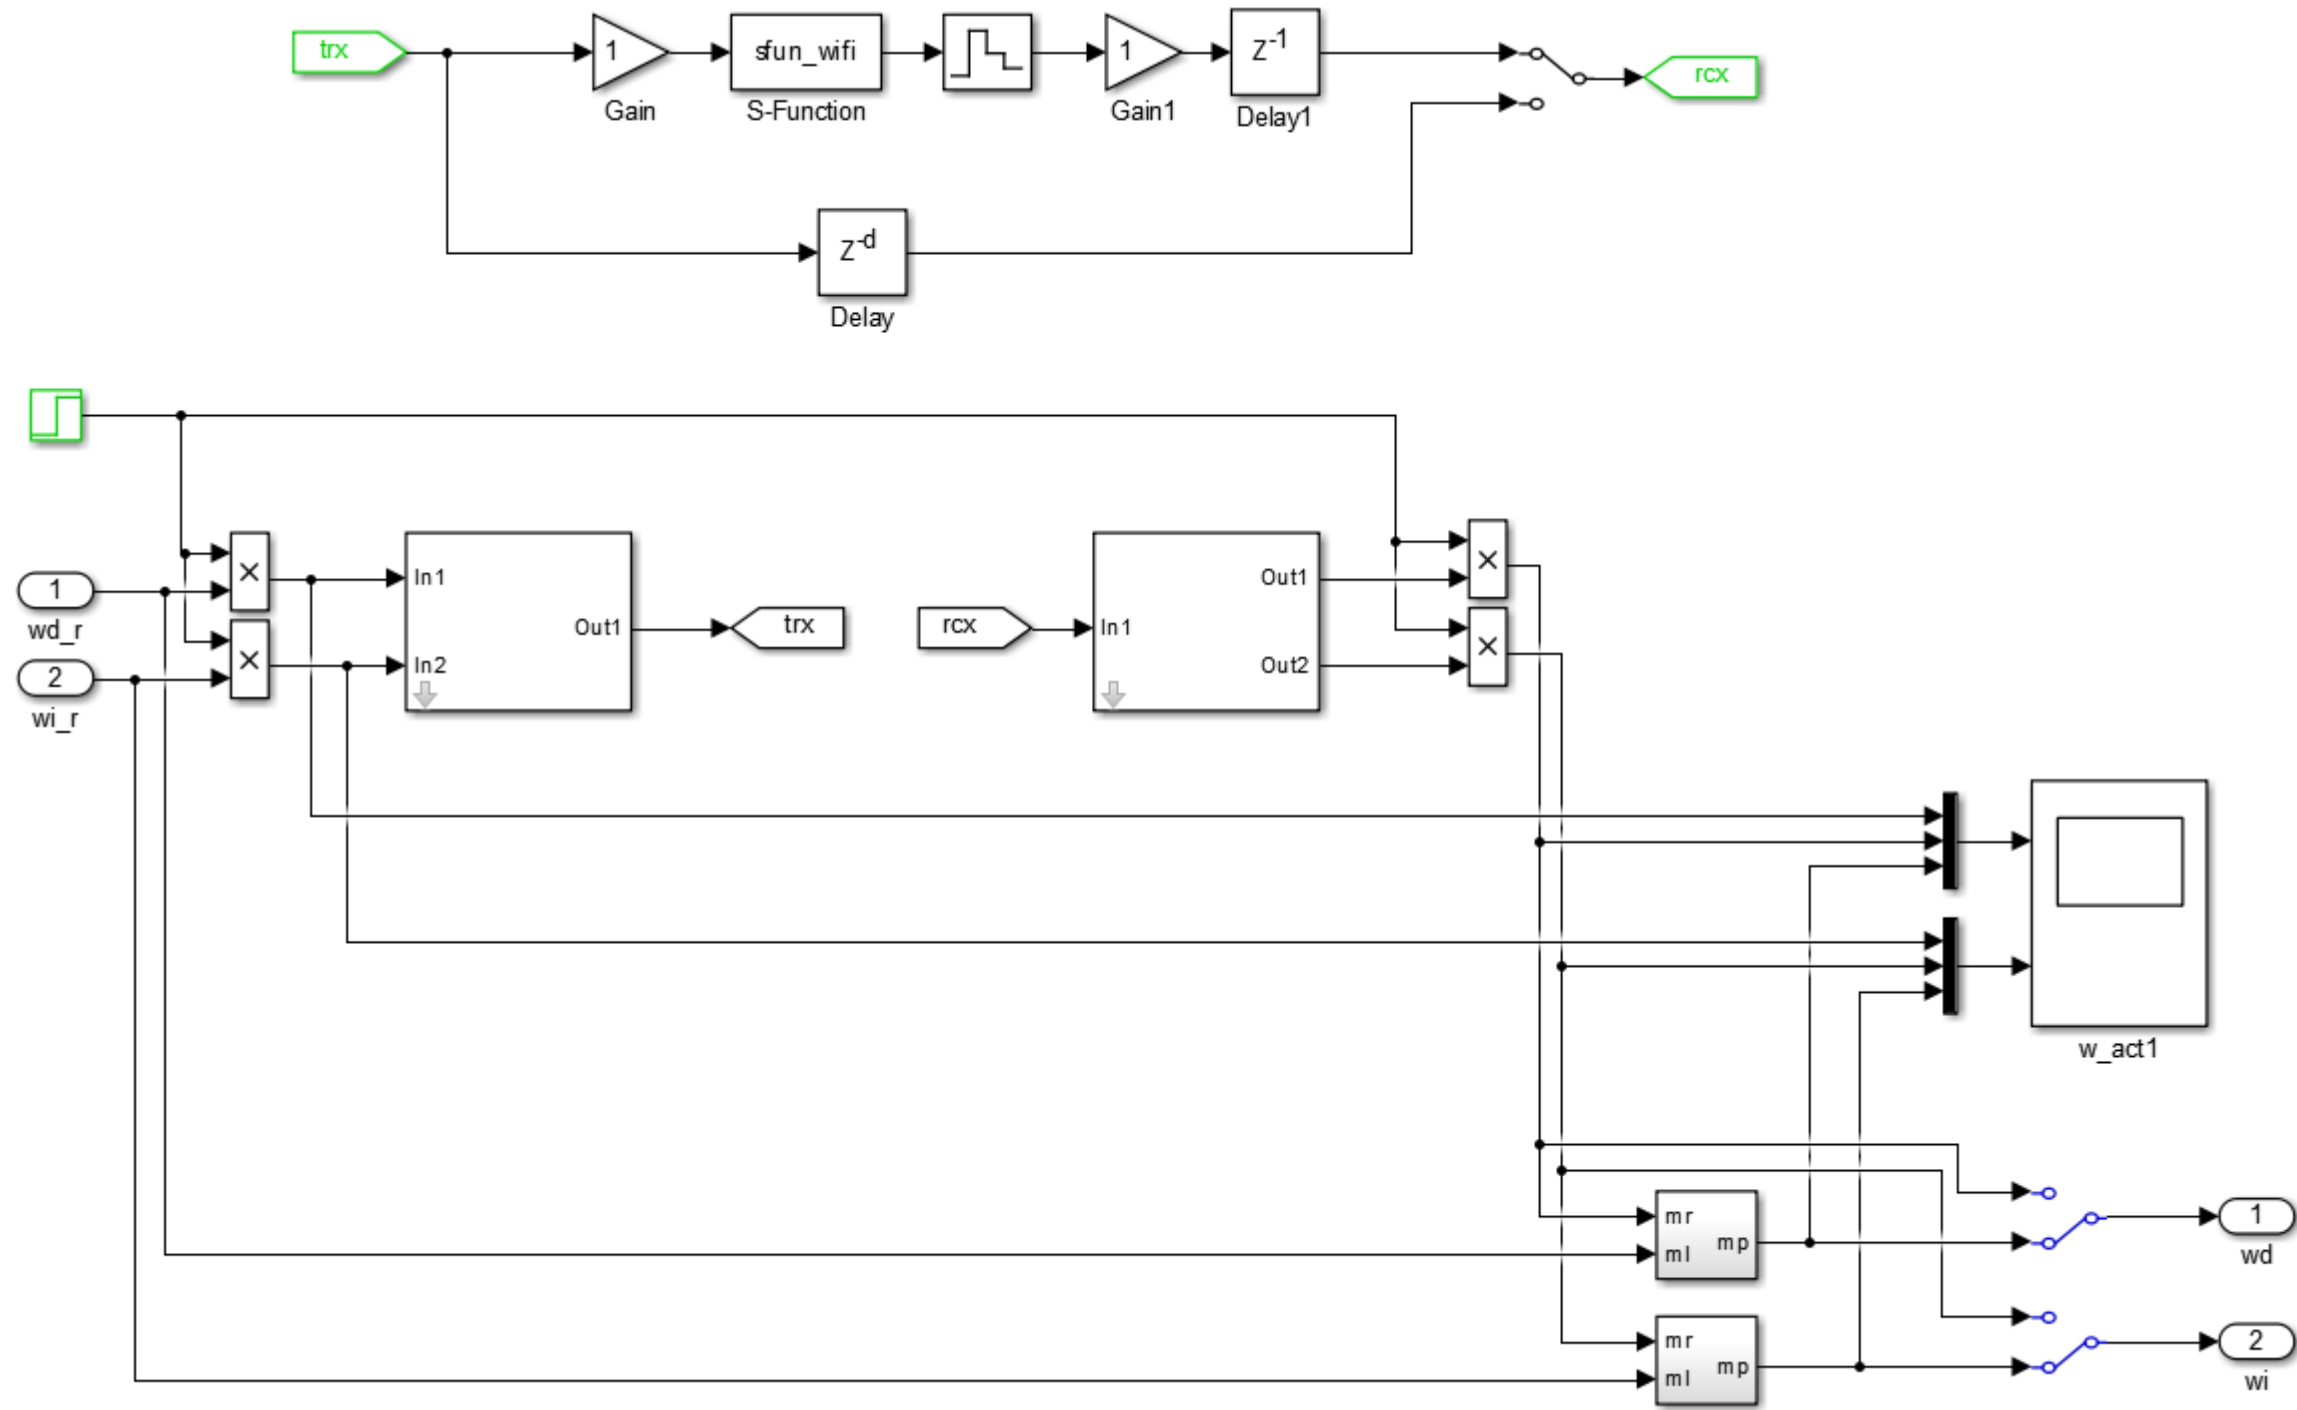 trx
1
Gain
sfun_wifi
S-Function
1
Gain1
Z-1
Delay1
rcx
Z-d
Delay
1
wd_r
2
wi_r
×
×
In1
In2
Out1
trx
rcx
In1
Out1
Out2
×
×
w_act1
mr
ml
mp
1
wd
mr
ml
mp
2
wi